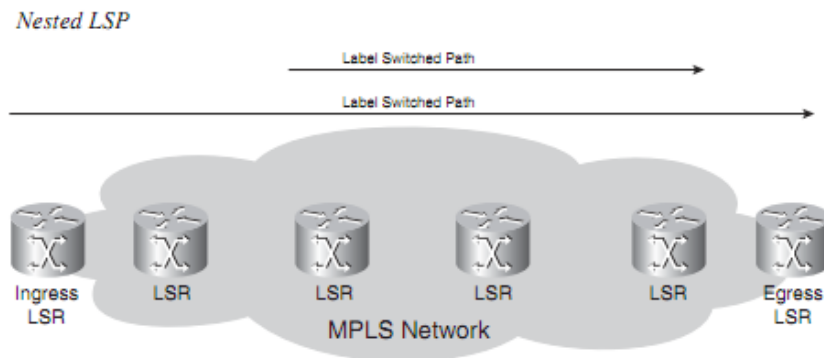 Nested LSP
Label Switched Path
Label Switched Path
Ingress
LSR
LSR
LSR
LSR
LSR
Egress
LSR
MPLS Network